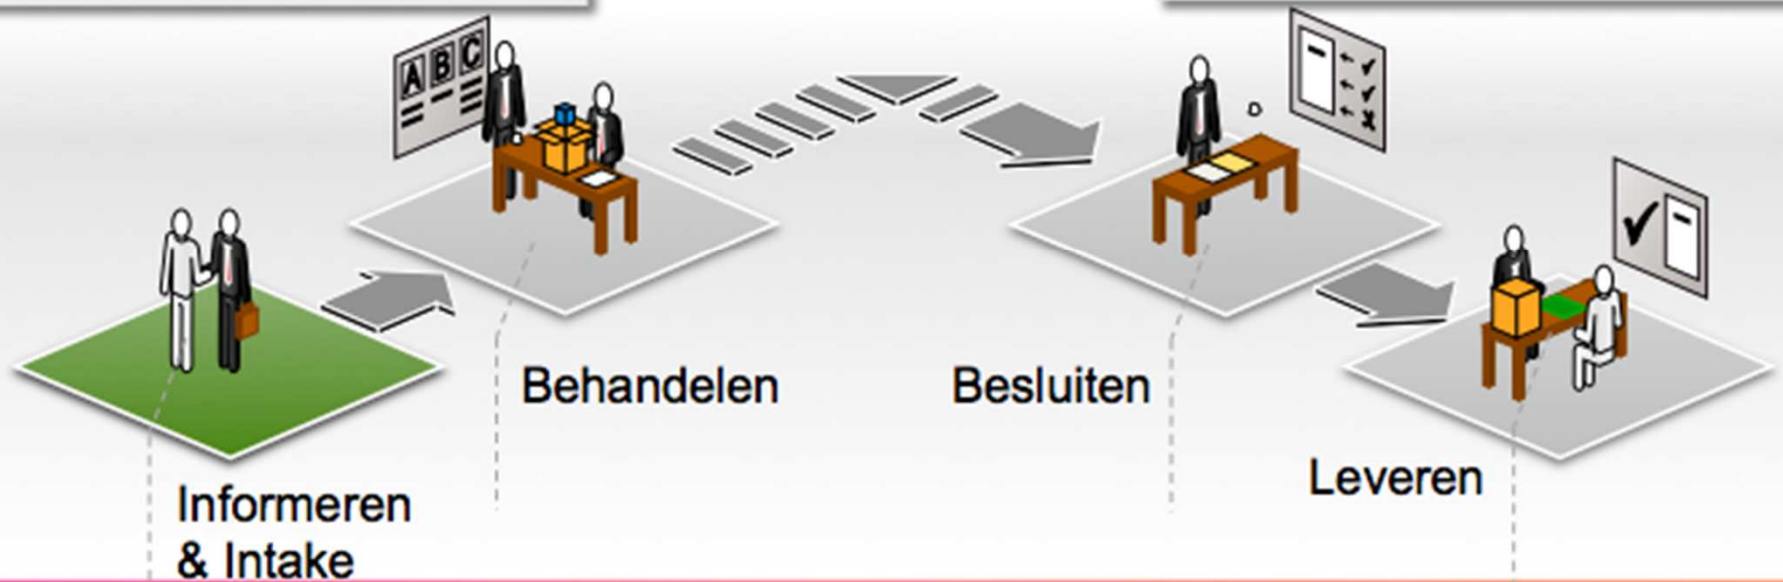 A B C
Behandelen
Besluiten
Leveren
Informeren
& Intake